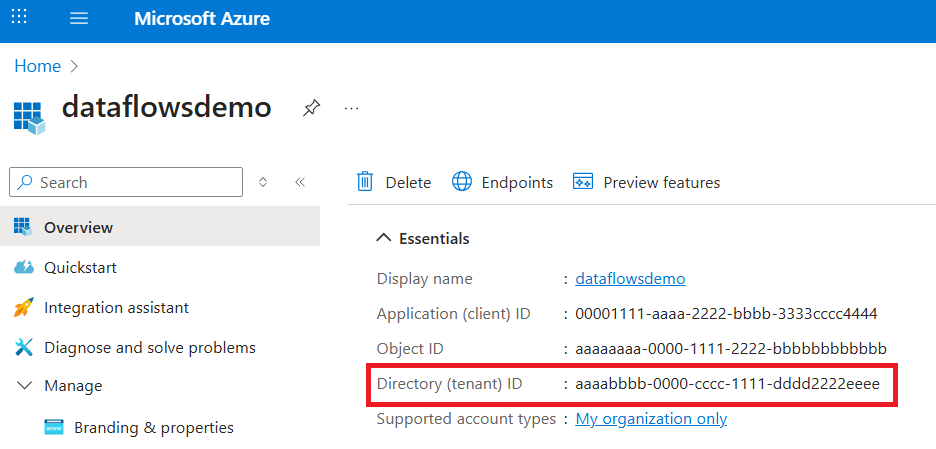 Microsoft Azure
Home
dataflowsdemo
Search
Delete
Endpoints
Preview features
Overview
Quickstart
Integration assistant
Diagnose and solve problems
Manage
Branding & properties
Essentials
Display name : dataflowsdemo
Application (client) ID : 00001111-aaaa-2222-bbbb-3333cccc4444
Object ID : aaaaaaaa-0000-1111-2222-bbbbbbbbbbbb
Directory (tenant) ID : aaaabbbb-0000-cccc-1111-dddd2222eeee
Supported account types : My organization only